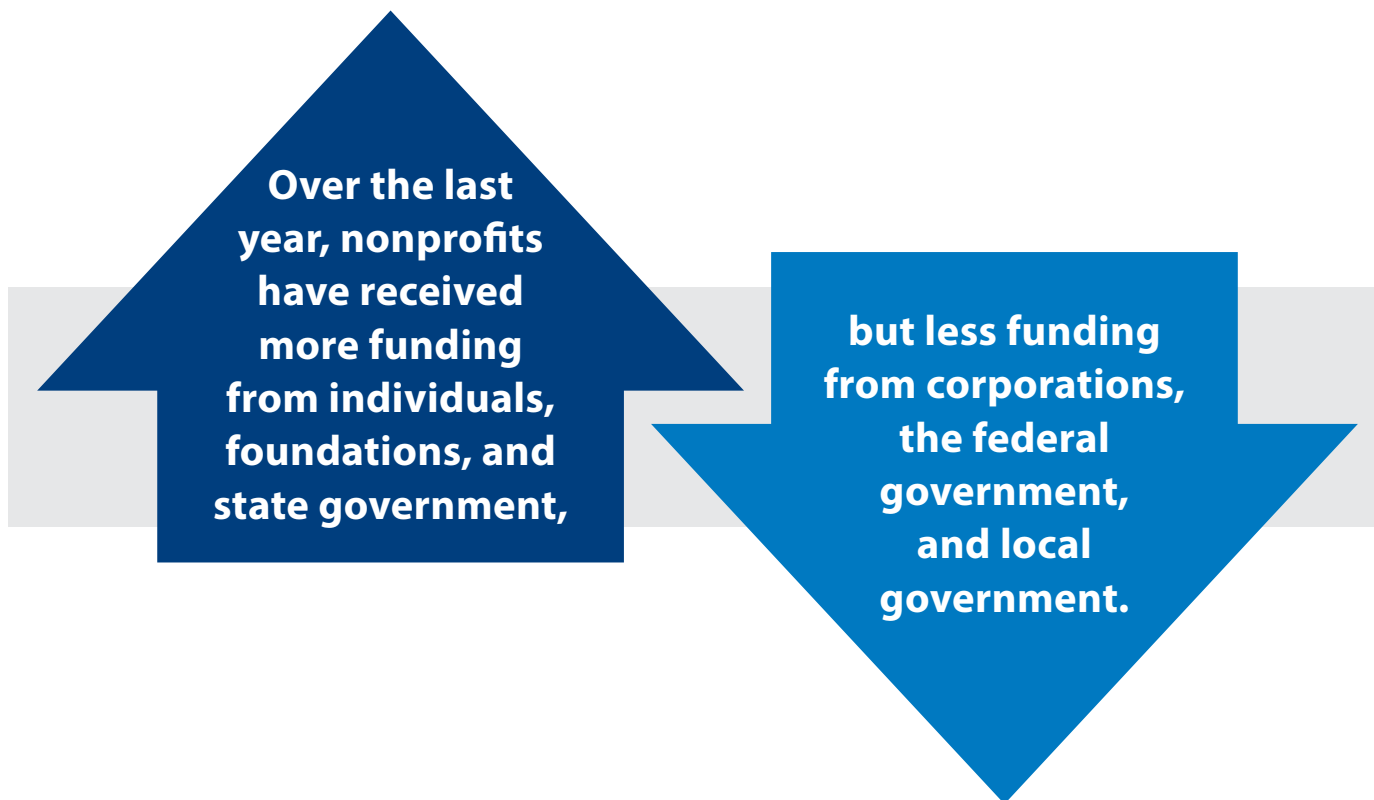 Over the last
year, nonprofits
have received
more funding
from individuals,
foundations, and
state government,
but less funding
from corporations,
the federal
government,
and local
government.